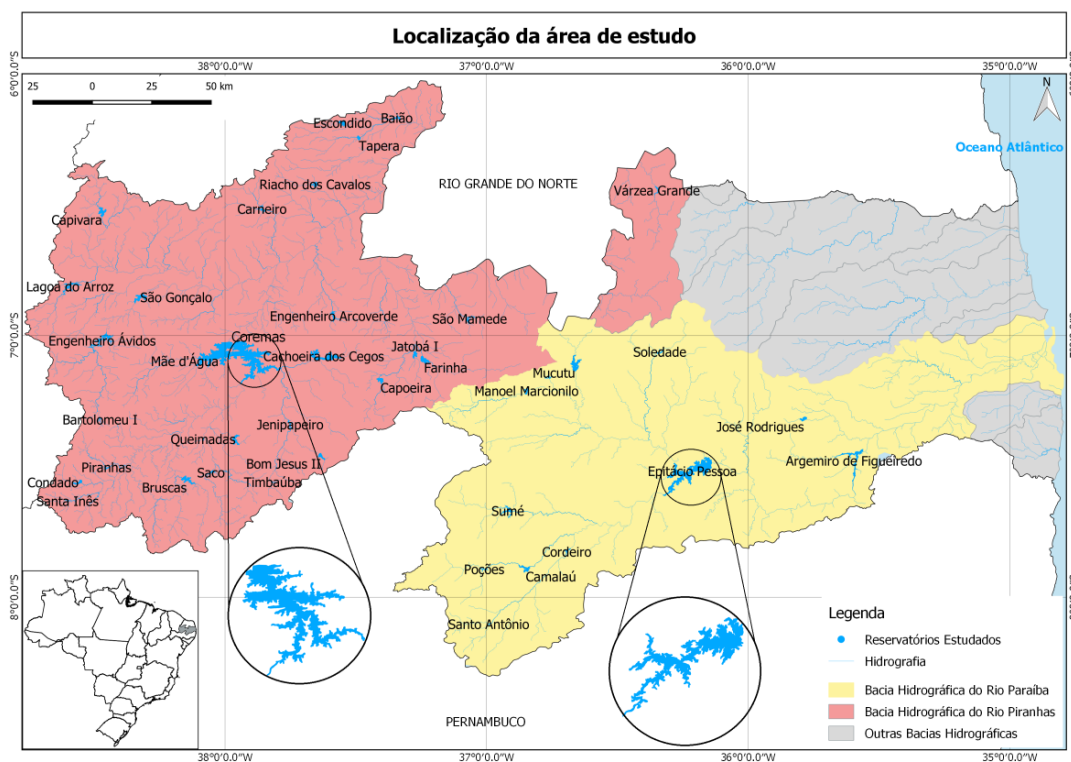 Localização da área de estudo
38°0'0.0"W
37°0'0.0"W
36°0'0.0"W
35°0'0.0"W
6°0'0.0"S
25 0 25 50 km
N
Oceano Atlântico
Escondido
Baião
Tapera
RIO GRANDE DO NORTE
Riacho dos Cavalos
Várzea Grande
Carneiro
Capivara
Lagoa do Arroz
São Gonçalo
Engenheiro Arcoverde
São Mamede
7°0'0.0"S
Engenheiro Ávidos
Coremas
Mãe d'Água
Cachoeira dos Cegos
Jatobá I
Farinha
Capoeira
Soledade
Mucutu
Manoel Marcionilo
Bartolomeu I
Jenipapeiro
José Rodrigues
Queimadas
Argemiro de Figueiredo
Piranhas
Saco
Bom Jesus II
Epitácio Pessoa
Condado
Bruscas
Timbaúba
Santa Inês
Sumé
Cordeiro
Poções
Camalaú
8°0'0.0"S
Santo Antônio
PERNAMBUCO
Legenda
Reservatórios Estudados
Hidrografia
Bacia Hidrográfica do Rio Paraíba
Bacia Hidrográfica do Rio Piranhas
Outras Bacias Hidrográficas
38°0'0.0"W
37°0'0.0"W
36°0'0.0"W
35°0'0.0"W